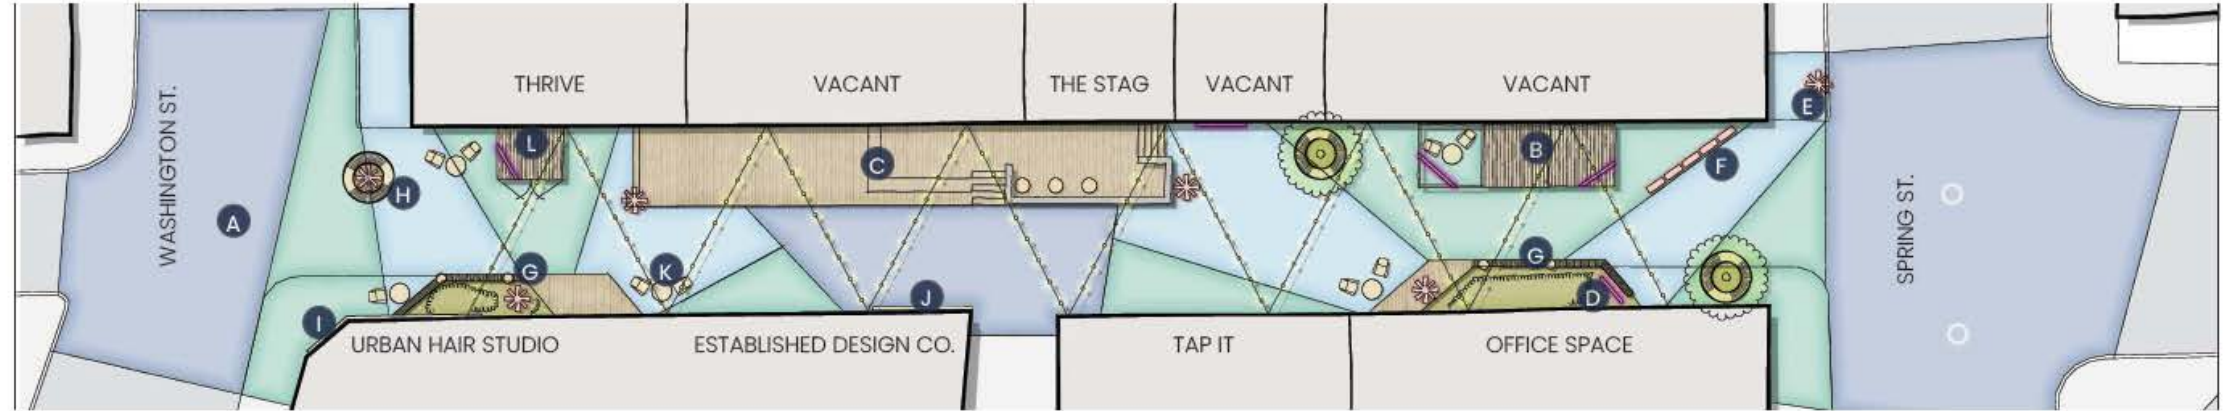 THRIVE
VACANT
THE STAG
VACANT
VACANT
WASHINGTON ST.
A
H
L
C
B
E
F
SPRING ST.
G
K
G
I
J
D
URBAN HAIR STUDIO
ESTABLISHED DESIGN CO.
TAP IT
OFFICE SPACE